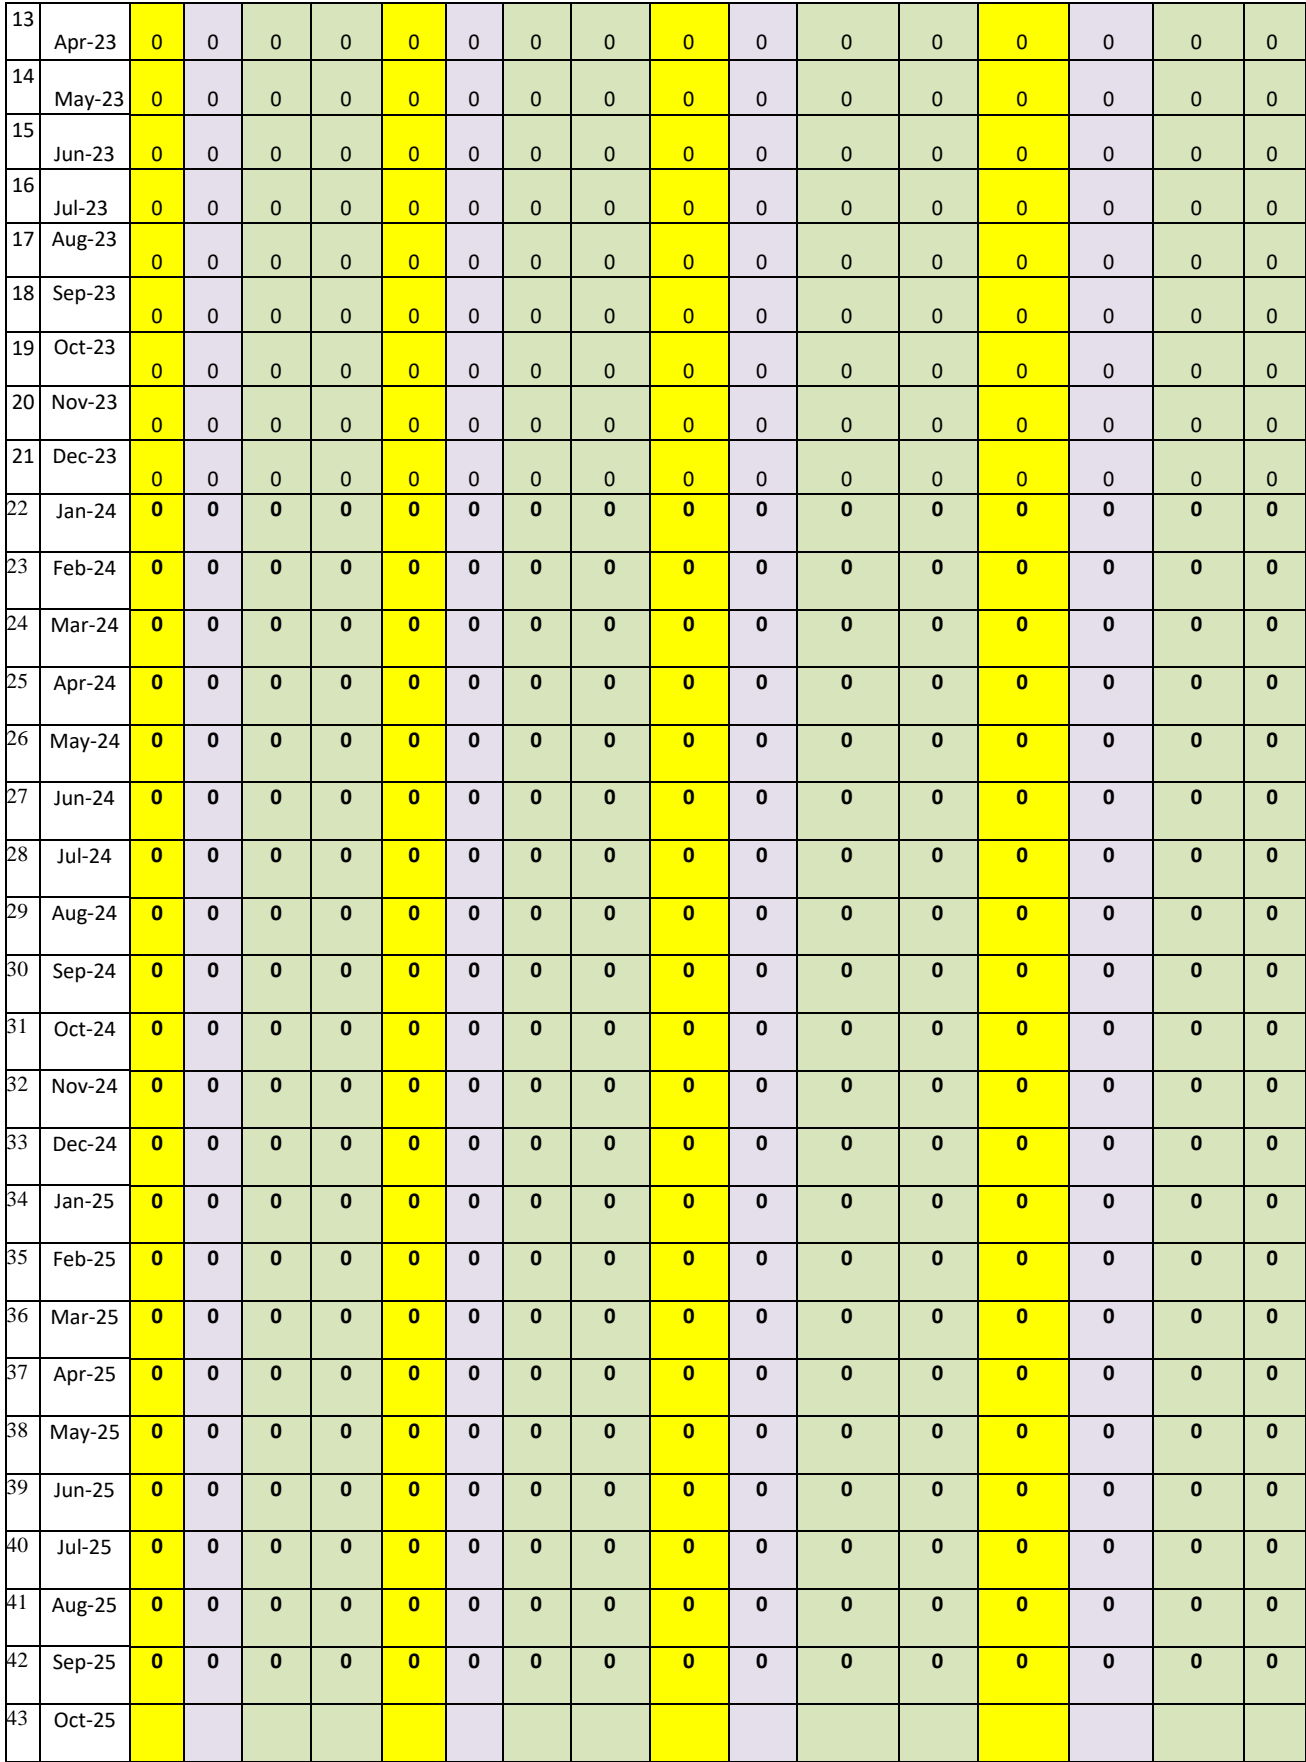 13 Apr-23 0 0 0 0 0 0 0 0 0 0 0 0 0 0 0 0
14 May-23 0 0 0 0 0 0 0 0 0 0 0 0 0 0 0 0
15 Jun-23 0 0 0 0 0 0 0 0 0 0 0 0 0 0 0 0
16 Jul-23 0 0 0 0 0 0 0 0 0 0 0 0 0 0 0 0
17 Aug-23 0 0 0 0 0 0 0 0 0 0 0 0 0 0 0 0
18 Sep-23 0 0 0 0 0 0 0 0 0 0 0 0 0 0 0 0
19 Oct-23 0 0 0 0 0 0 0 0 0 0 0 0 0 0 0 0
20 Nov-23 0 0 0 0 0 0 0 0 0 0 0 0 0 0 0 0
21 Dec-23 0 0 0 0 0 0 0 0 0 0 0 0 0 0 0 0
22 Jan-24 0 0 0 0 0 0 0 0 0 0 0 0 0 0 0 0
23 Feb-24 0 0 0 0 0 0 0 0 0 0 0 0 0 0 0 0
24 Mar-24 0 0 0 0 0 0 0 0 0 0 0 0 0 0 0 0
25 Apr-24 0 0 0 0 0 0 0 0 0 0 0 0 0 0 0 0
26 May-24 0 0 0 0 0 0 0 0 0 0 0 0 0 0 0 0
27 Jun-24 0 0 0 0 0 0 0 0 0 0 0 0 0 0 0 0
28 Jul-24 0 0 0 0 0 0 0 0 0 0 0 0 0 0 0 0
29 Aug-24 0 0 0 0 0 0 0 0 0 0 0 0 0 0 0 0
30 Sep-24 0 0 0 0 0 0 0 0 0 0 0 0 0 0 0 0
31 Oct-24 0 0 0 0 0 0 0 0 0 0 0 0 0 0 0 0
32 Nov-24 0 0 0 0 0 0 0 0 0 0 0 0 0 0 0 0
33 Dec-24 0 0 0 0 0 0 0 0 0 0 0 0 0 0 0 0
34 Jan-25 0 0 0 0 0 0 0 0 0 0 0 0 0 0 0 0
35 Feb-25 0 0 0 0 0 0 0 0 0 0 0 0 0 0 0 0
36 Mar-25 0 0 0 0 0 0 0 0 0 0 0 0 0 0 0 0
37 Apr-25 0 0 0 0 0 0 0 0 0 0 0 0 0 0 0 0
38 May-25 0 0 0 0 0 0 0 0 0 0 0 0 0 0 0 0
39 Jun-25 0 0 0 0 0 0 0 0 0 0 0 0 0 0 0 0
40 Jul-25 0 0 0 0 0 0 0 0 0 0 0 0 0 0 0 0
41 Aug-25 0 0 0 0 0 0 0 0 0 0 0 0 0 0 0 0
42 Sep-25 0 0 0 0 0 0 0 0 0 0 0 0 0 0 0 0
43 Oct-25